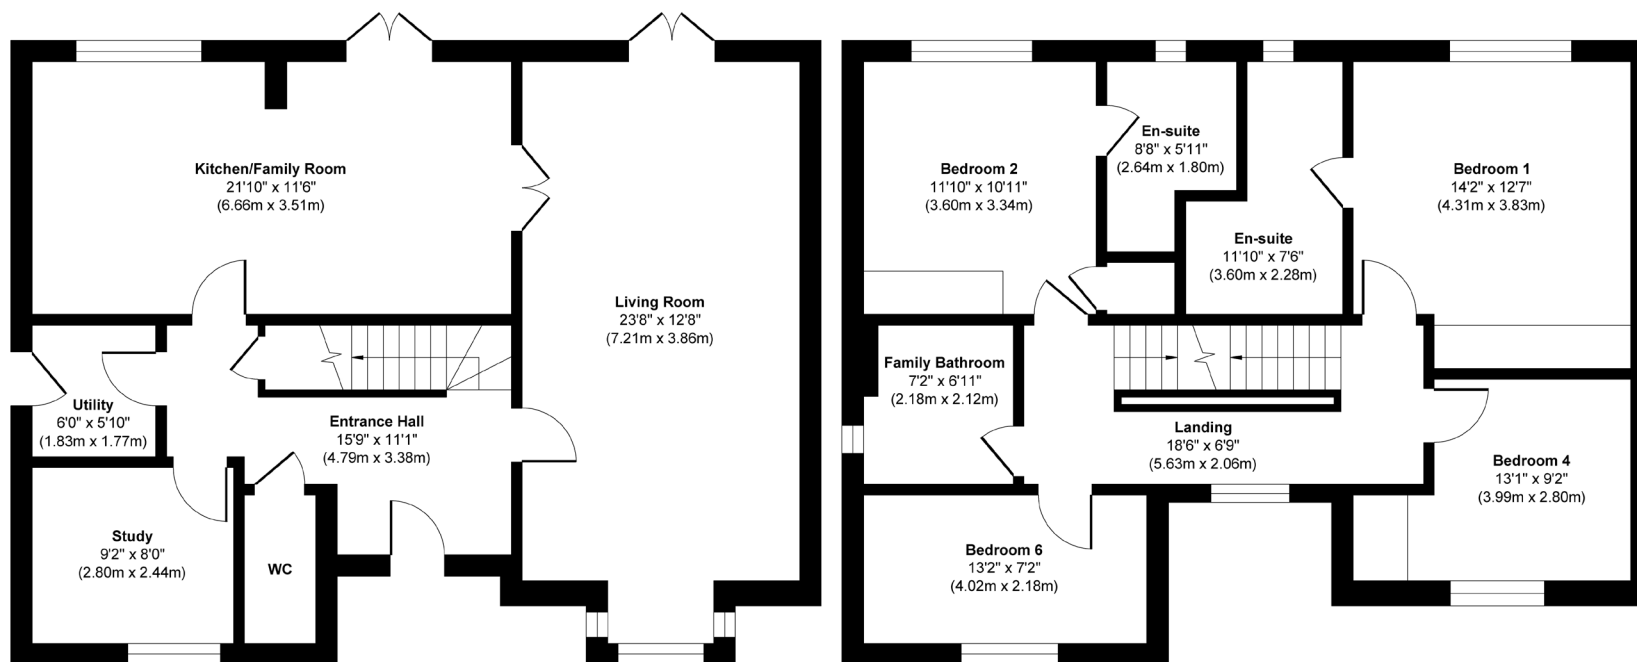 Kitchen/Family Room
21'10" x 11'6"
(6.66m x 3.51m)
Living Room
23'8" x 12'8"
(7.21m x 3.86m)
Utility
6'0" x 5'10"
(1.83m x 1.77m)
Entrance Hall
15'9" x 11'1"
(4.79m x 3.38m)
Study
9'2" x 8'0"
(2.80m x 2.44m)
WC
Bedroom 2
11'10" x 10'11"
(3.60m x 3.34m)
En-suite
8'8" x 5'11"
(2.64m x 1.80m)
En-suite
11'10" x 7'6"
(3.60m x 2.28m)
Bedroom 1
14'2" x 12'7"
(4.31m x 3.83m)
Family Bathroom
7'2" x 6'11"
(2.18m x 2.12m)
Landing
18'6" x 6'9"
(5.63m x 2.06m)
Bedroom 4
13'1" x 9'2"
(3.99m x 2.80m)
Bedroom 6
13'2" x 7'2"
(4.02m x 2.18m)